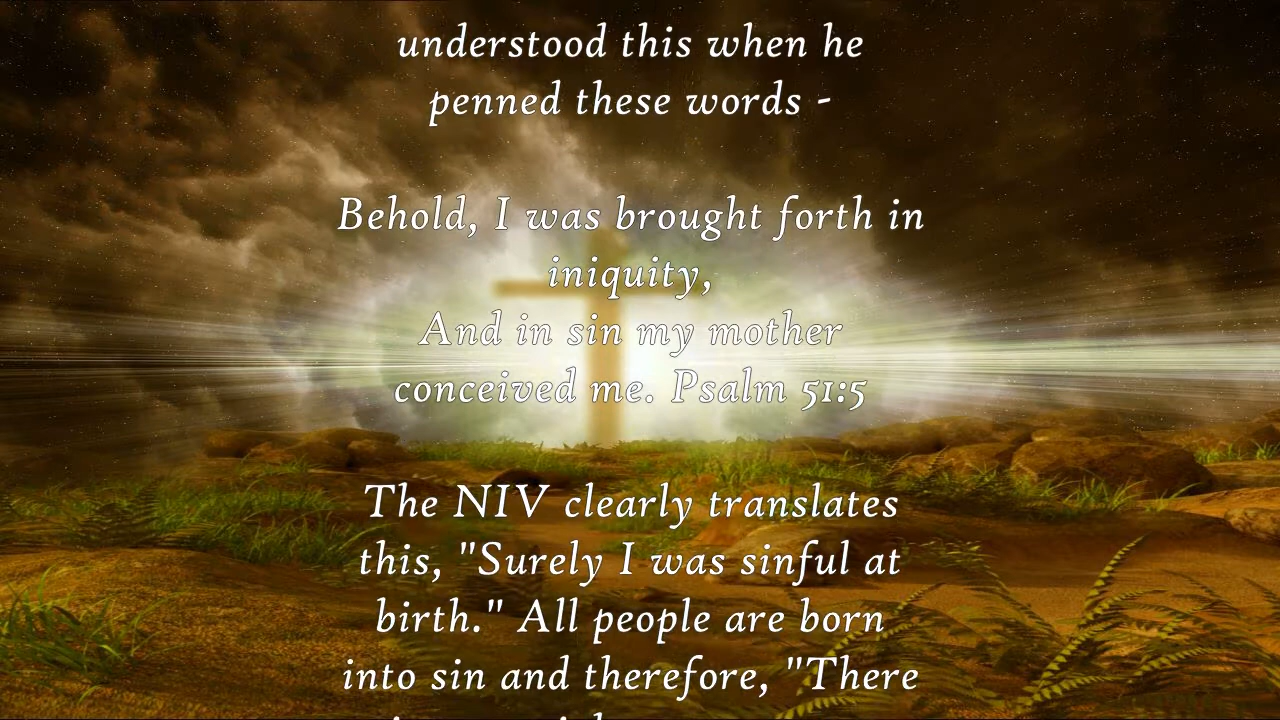 understood this when he
penned these words -
Behold, I was brought forth in
iniquity,
And in sin my mother
conceived me. Psalm 51:5
The NIV clearly translates
this, "Surely I was sinful at
birth." All people are born
into sin and therefore, "There